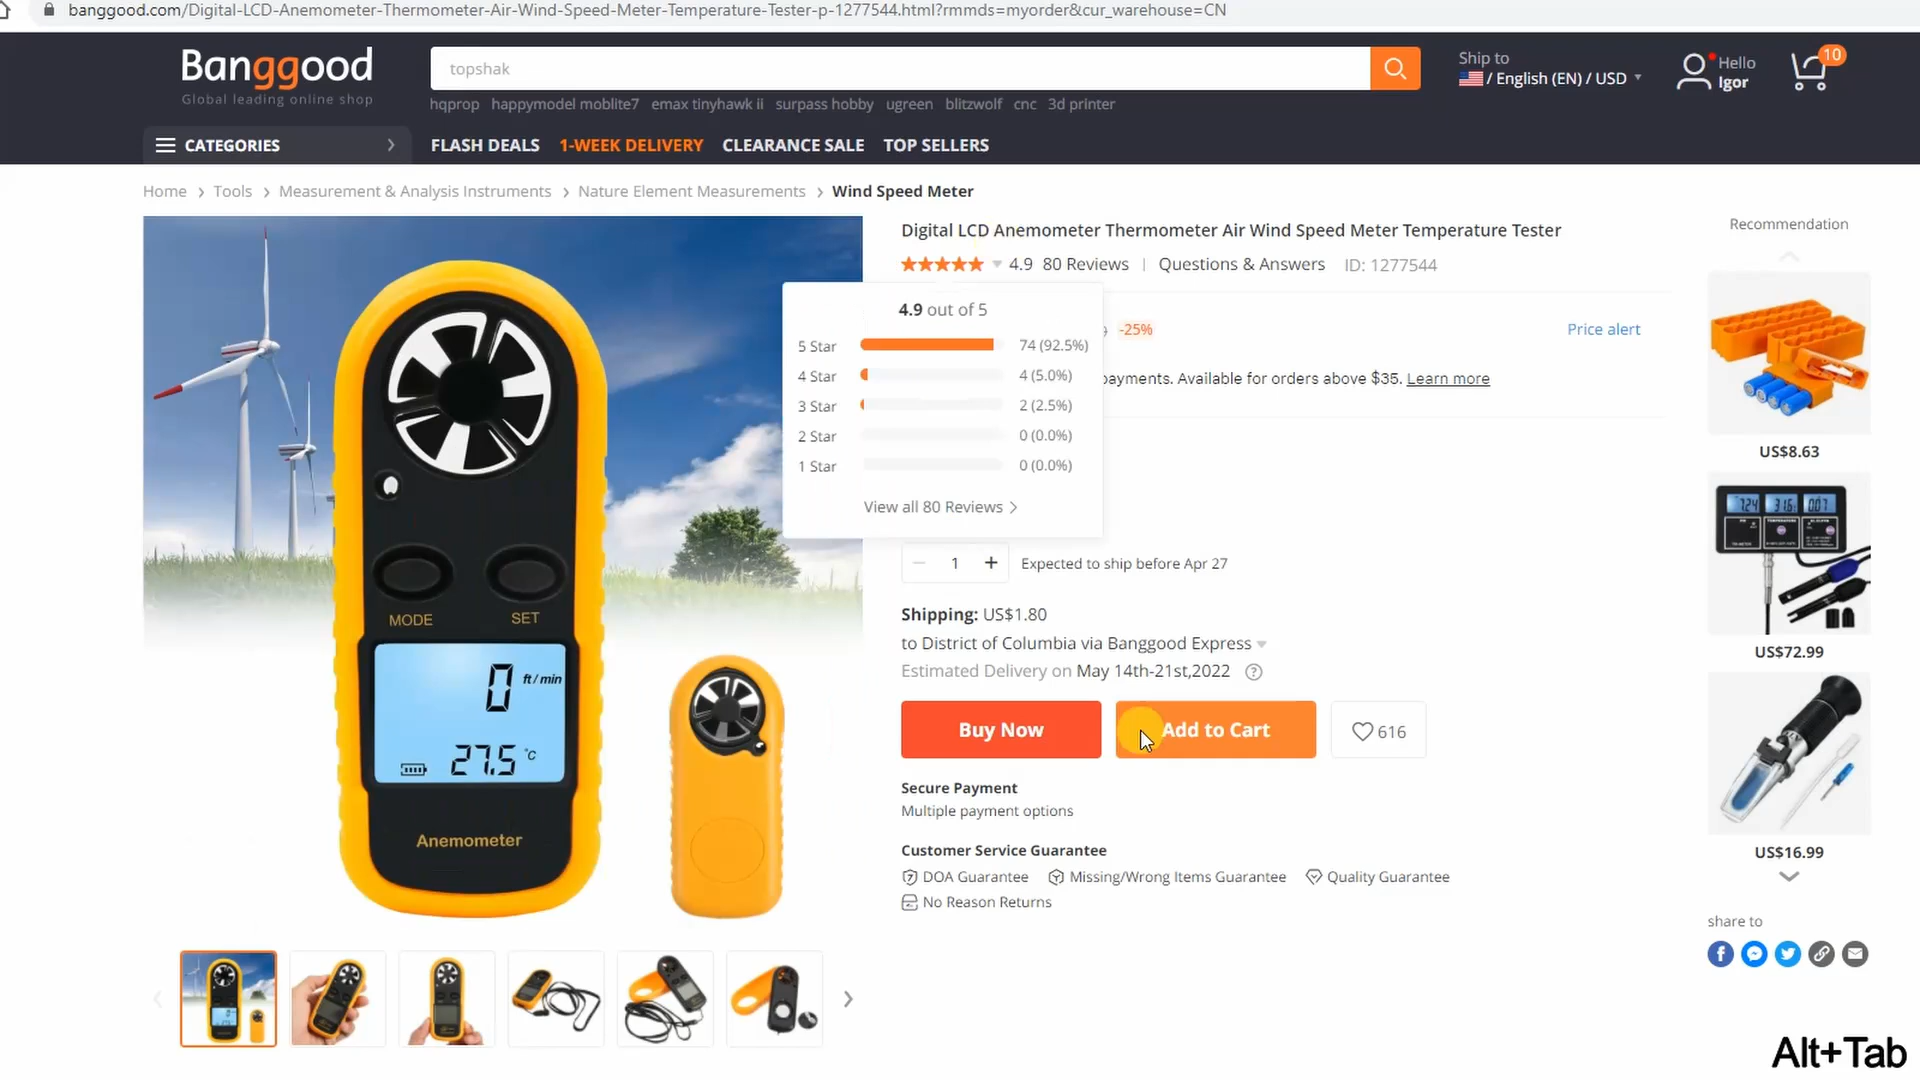 banggood.com/Digital-LCD-Anemometer-Thermometer-Air-Wind-Speed-Meter-Temperature-Tester-p-1277544.html?rmmds=myorder&cur_warehouse=CN
Banggood
Global leading online shop
topshak
Ship to
/ English (EN) / USD
Hello
Igor
10
hqprop happymodel moblite7 emax tinyhawk ii surpass hobby ugreen blitzwolf cnc 3d printer
CATEGORIES
FLASH DEALS 1-WEEK DELIVERY CLEARANCE SALE TOP SELLERS
Home > Tools > Measurement & Analysis Instruments > Nature Element Measurements > Wind Speed Meter
Digital LCD Anemometer Thermometer Air Wind Speed Meter Temperature Tester
4.9 80 Reviews | Questions & Answers ID: 1277544
4.9 out of 5
5 Star 74 (92.5%)
4 Star 4 (5.0%)
3 Star 2 (2.5%)
2 Star 0 (0.0%)
1 Star 0 (0.0%)
View all 80 Reviews >
-25%
Price alert
payments. Available for orders above $35. Learn more
1
Expected to ship before Apr 27
Shipping: US$1.80
to District of Columbia via Banggood Express
Estimated Delivery on May 14th-21st,2022
Buy Now
Add to Cart
616
Secure Payment
Multiple payment options
Customer Service Guarantee
DOA Guarantee Missing/Wrong Items Guarantee Quality Guarantee
No Reason Returns
MODE
SET
0 ft/min
27.5 °C
Anemometer
Recommendation
US$8.63
US$72.99
US$16.99
share to
Alt+Tab